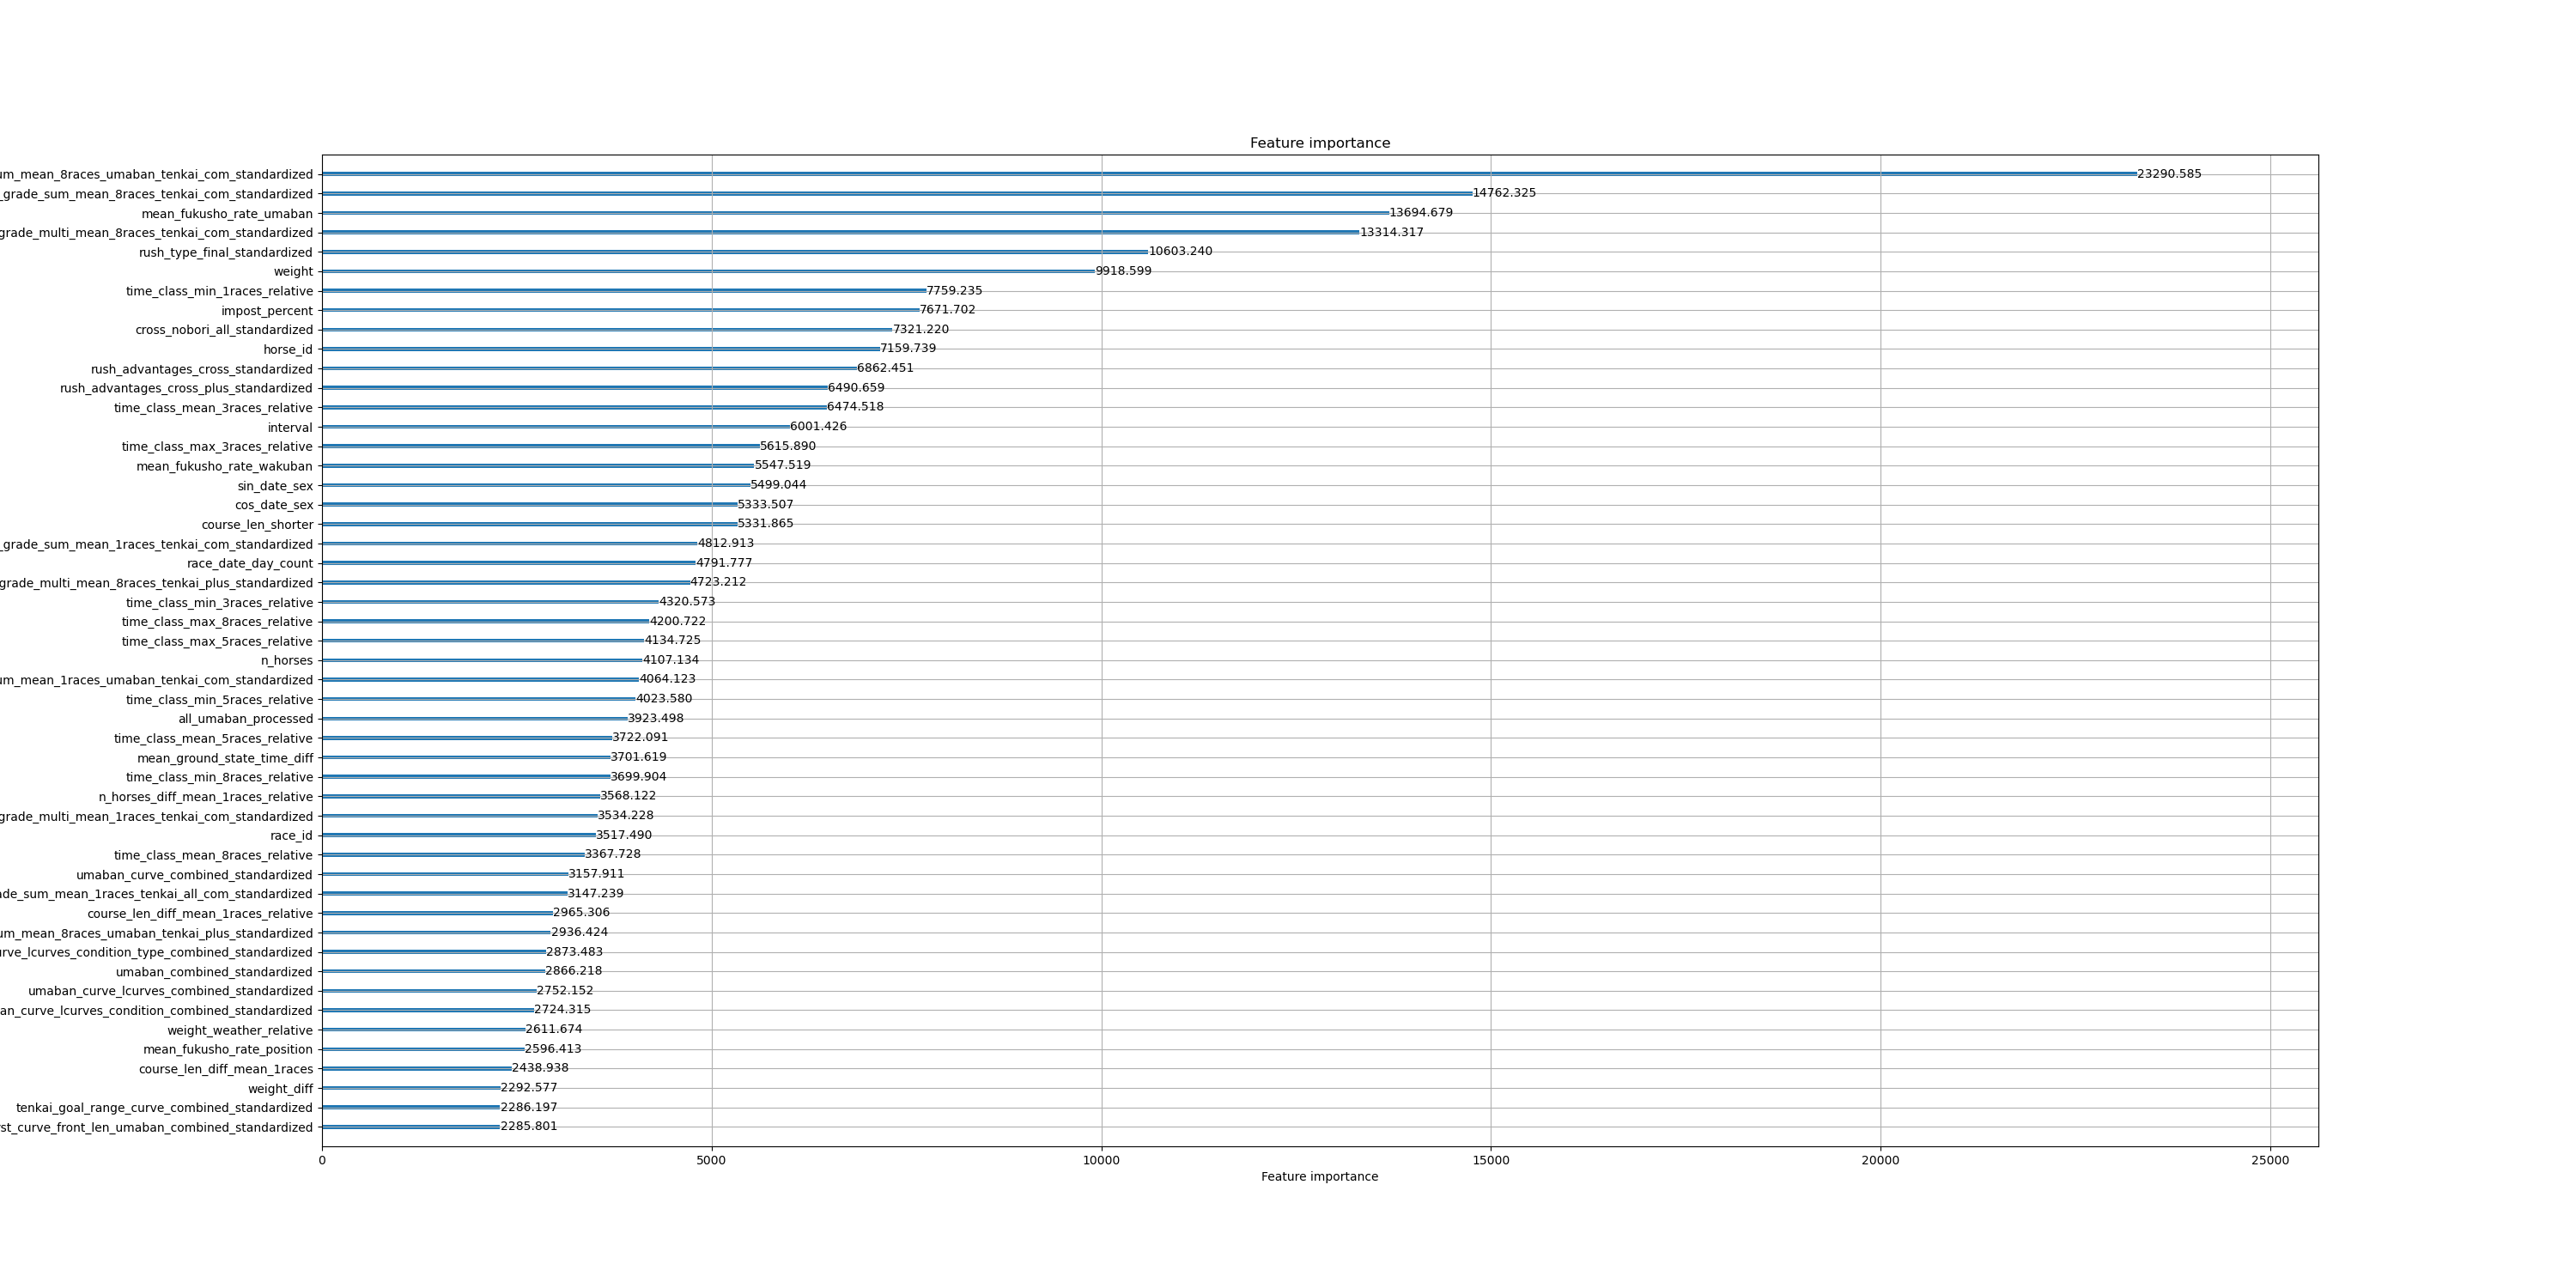 Feature importance
um_mean_8races_umaban_tenkai_com_standardized 23290.585
_grade_sum_mean_8races_tenkai_com_standardized 14762.325
mean_fukusho_rate_umaban 13694.679
grade_multi_mean_8races_tenkai_com_standardized 13314.317
rush_type_final_standardized 10603.240
weight 9918.599
time_class_min_1races_relative 7759.235
impost_percent 7671.702
cross_nobori_all_standardized 7321.220
horse_id 7159.739
rush_advantages_cross_standardized 6862.451
rush_advantages_cross_plus_standardized 6490.659
time_class_mean_3races_relative 6474.518
interval 6001.426
time_class_max_3races_relative 5615.890
mean_fukusho_rate_wakuban 5547.519
sin_date_sex 5499.044
cos_date_sex 5333.507
course_len_shorter 5331.865
_grade_sum_mean_1races_tenkai_com_standardized 4812.913
race_date_day_count 4791.777
grade_multi_mean_8races_tenkai_plus_standardized 4723.212
time_class_min_3races_relative 4320.573
time_class_max_8races_relative 4200.722
time_class_max_5races_relative 4134.725
n_horses 4107.134
um_mean_1races_umaban_tenkai_com_standardized 4064.123
time_class_min_5races_relative 4023.580
all_umaban_processed 3923.498
time_class_mean_5races_relative 3722.091
mean_ground_state_time_diff 3701.619
time_class_min_8races_relative 3699.904
n_horses_diff_mean_1races_relative 3568.122
grade_multi_mean_1races_tenkai_com_standardized 3534.228
race_id 3517.490
time_class_mean_8races_relative 3367.728
umaban_curve_combined_standardized 3157.911
de_sum_mean_1races_tenkai_all_com_standardized 3147.239
course_len_diff_mean_1races_relative 2965.306
um_mean_8races_umaban_tenkai_plus_standardized 2936.424
rve_lcurves_condition_type_combined_standardized 2873.483
umaban_combined_standardized 2866.218
umaban_curve_lcurves_combined_standardized 2752.152
an_curve_lcurves_condition_combined_standardized 2724.315
weight_weather_relative 2611.674
mean_fukusho_rate_position 2596.413
course_len_diff_mean_1races 2438.938
weight_diff 2292.577
tenkai_goal_range_curve_combined_standardized 2286.197
st_curve_front_len_umaban_combined_standardized 2285.801
0 5000 10000 15000 20000 25000
Feature importance